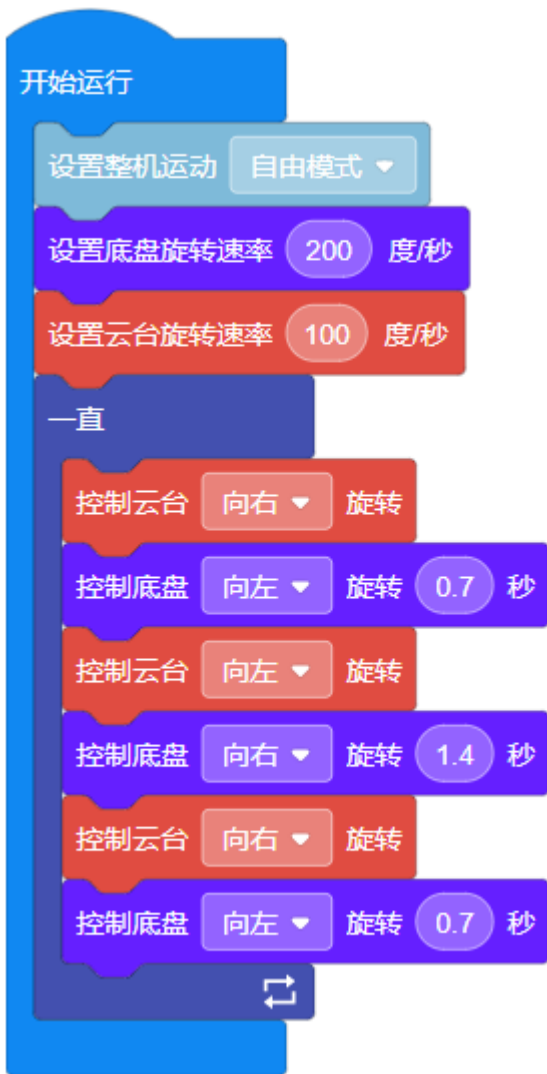 开始运行
设置整机运动 自由模式
设置底盘旋转速率 200 度/秒
设置云台旋转速率 100 度/秒
一直
控制云台 向右 旋转
控制底盘 向左 旋转 0.7 秒
控制云台 向左 旋转
控制底盘 向右 旋转 1.4 秒
控制云台 向右 旋转
控制底盘 向左 旋转 0.7 秒